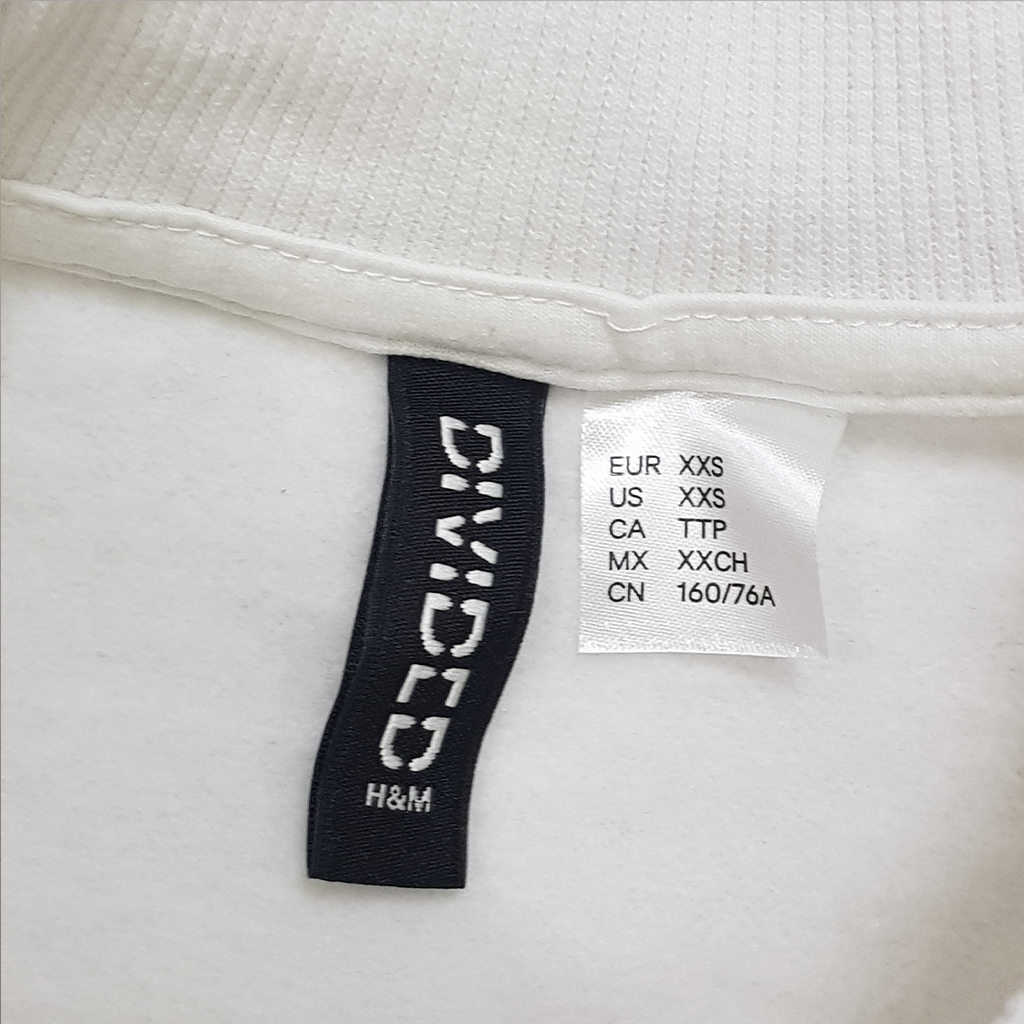 DIVIDED
H&M
EUR XXS
US XXS
CA TTP
MX XXCH
CN 160/76A